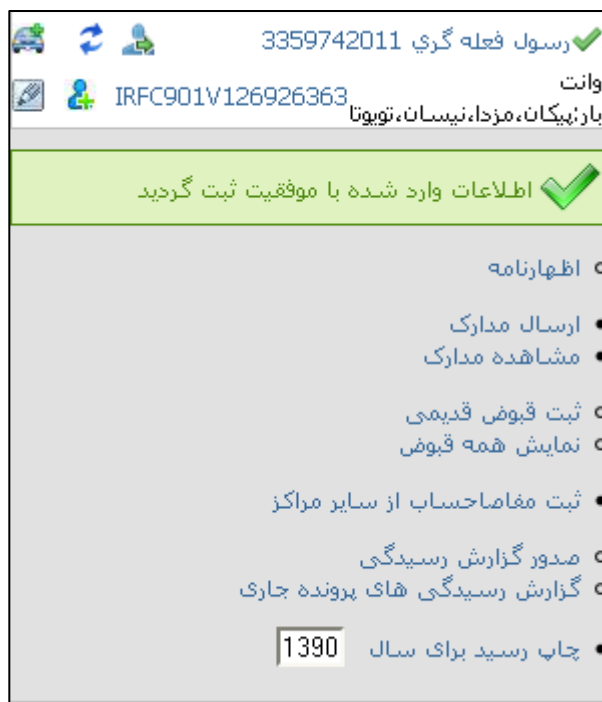 رسول فعله گري 3359742011
وانت
بار:پیکان،مزدا،نیسان،تویوتا IRFC901V126926363
اطلاعات وارد شده با موفقیت ثبت گردید
اظهارنامه
ارسال مدارک
مشاهده مدارک
ثبت قبوض قدیمی
نمایش همه قبوض
ثبت مفاصاحساب از سایر مراکز
صدور گزارش رسیدگی
گزارش رسیدگی های پرونده جاری
چاپ رسید برای سال 1390